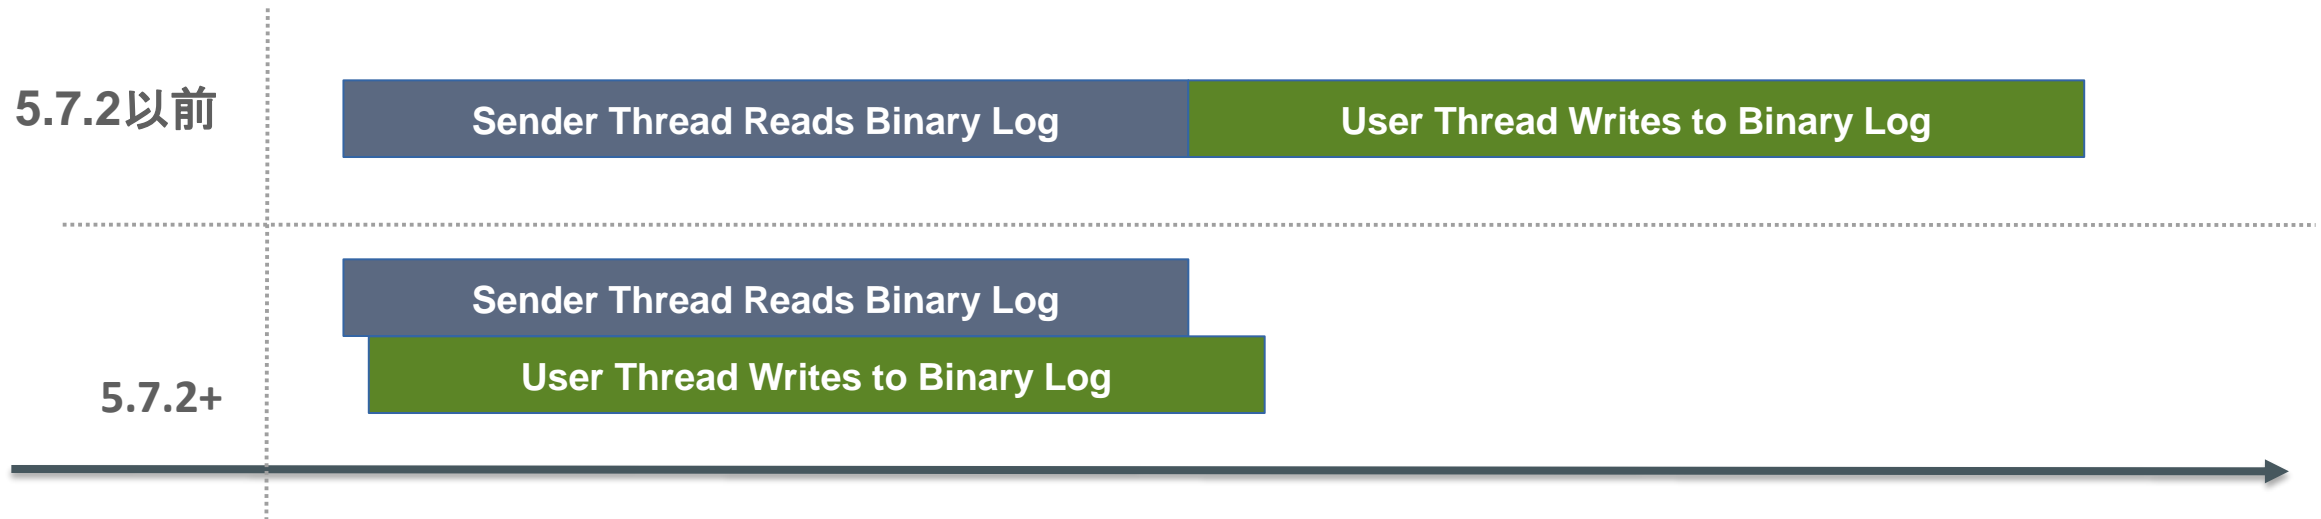 5.7.2以前
Sender Thread Reads Binary Log
User Thread Writes to Binary Log
Sender Thread Reads Binary Log
User Thread Writes to Binary Log
5.7.2+